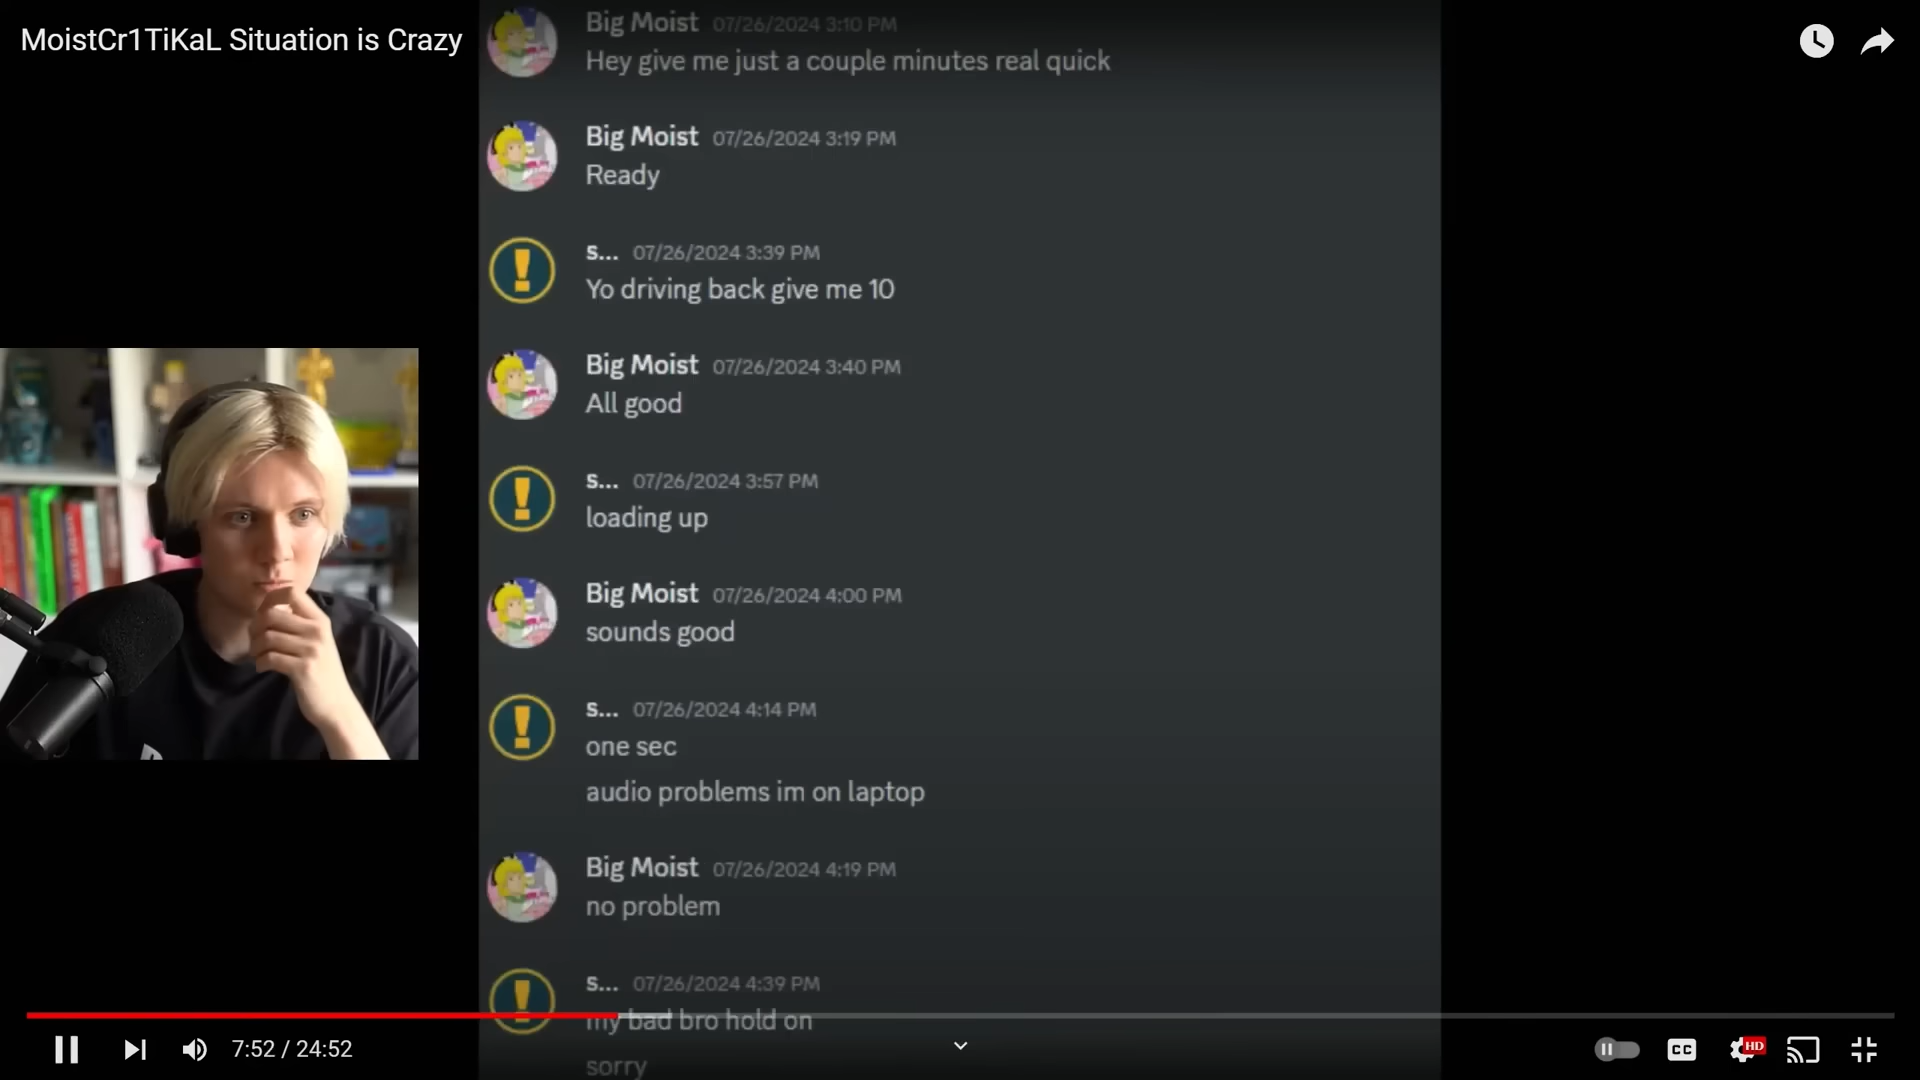 MoistCr1TiKaL Situation is Crazy
Big Moist 07/26/2024 3:10 PM
Hey give me just a couple minutes real quick
Big Moist 07/26/2024 3:19 PM
Ready
s... 07/26/2024 3:39 PM
Yo driving back give me 10
Big Moist 07/26/2024 3:40 PM
All good
s... 07/26/2024 3:57 PM
loading up
Big Moist 07/26/2024 4:00 PM
sounds good
s... 07/26/2024 4:14 PM
one sec
audio problems im on laptop
Big Moist 07/26/2024 4:19 PM
no problem
s... 07/26/2024 4:39 PM
my bad bro hold on
sorry
7:52 / 24:52
CC
HD